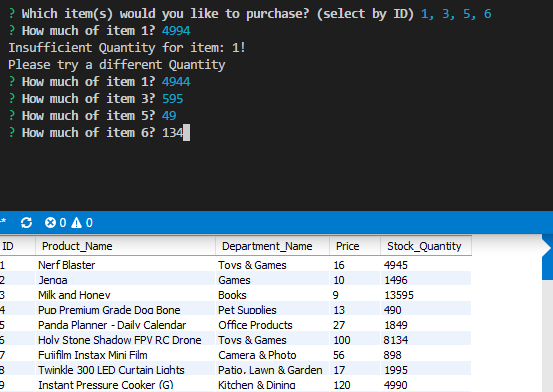 ? Which item(s) would you like to purchase? (select by ID) 1, 3, 5, 6
? How much of item 1? 4994
Insufficient Quantity for item: 1!
Please try a different Quantity
? How much of item 1? 4944
? How much of item 3? 595
? How much of item 5? 49
? How much of item 6? 134
* 0 0
ID Product_Name Department_Name Price Stock_Quantity
1 Nerf Blaster Toys & Games 16 4945
2 Jenga Games 10 1496
3 Milk and Honey Books 9 13595
4 Pup Premium Grade Dog Bone Pet Supplies 13 490
5 Panda Planner - Daily Calendar Office Products 27 1849
6 Holy Stone Shadow FPV RC Drone Toys & Games 100 8134
7 Fujifilm Instax Mini Film Camera & Photo 56 898
8 Twinkle 300 LED Curtain Lights Patio, Lawn & Garden 17 1995
9 Instant Pressure Cooker (G) Kitchen & Dining 120 4990